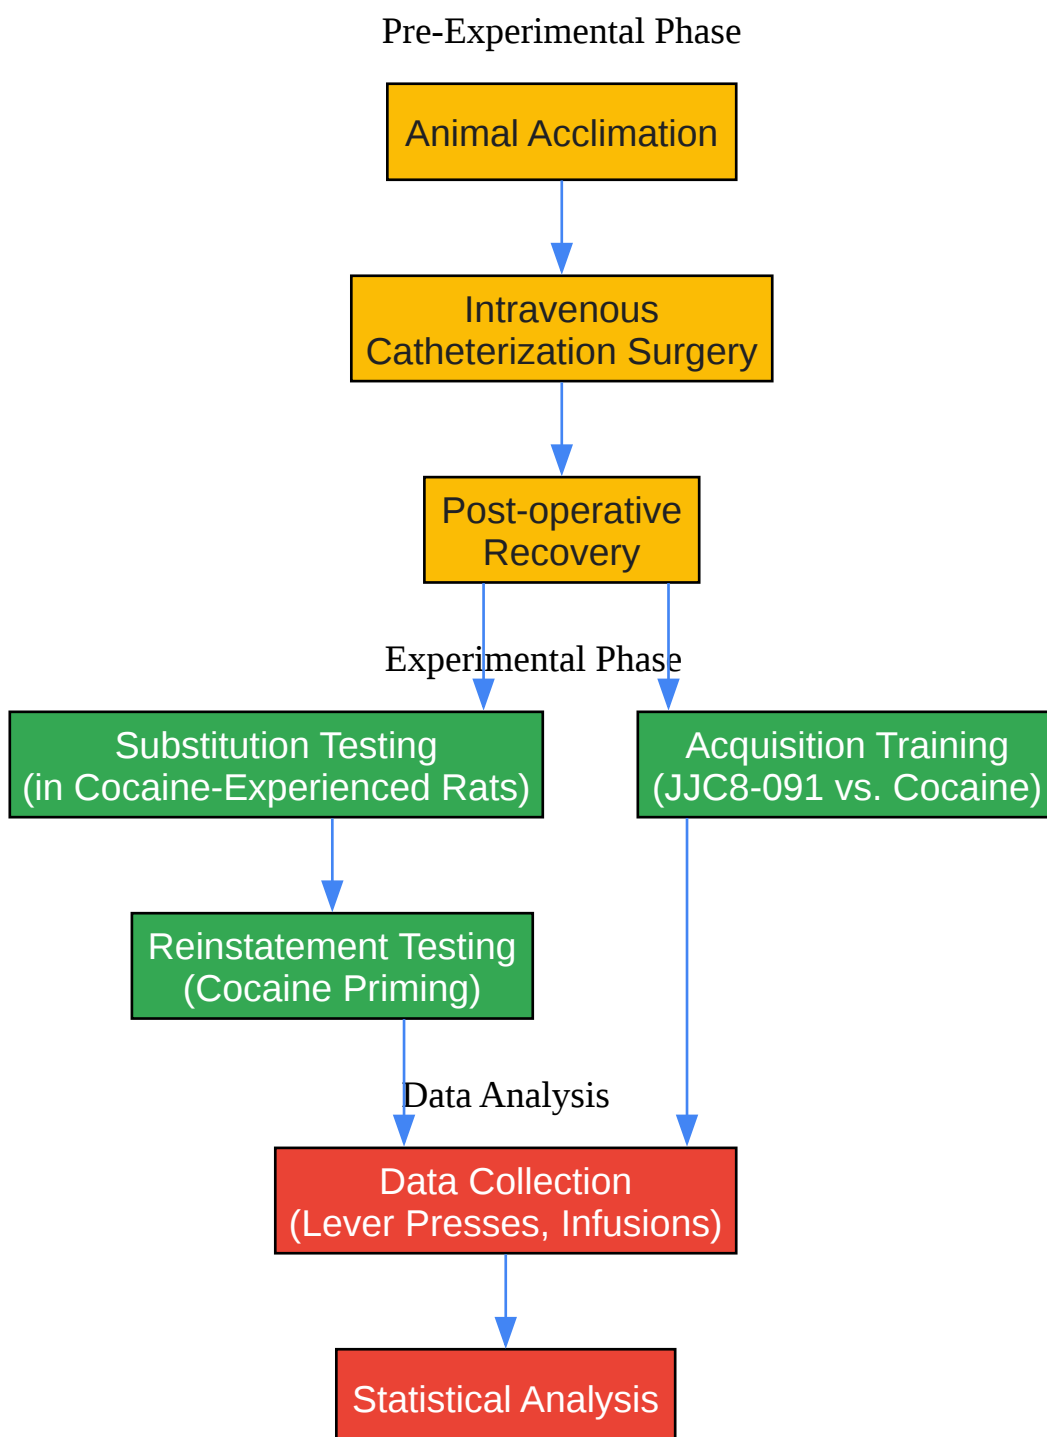 Pre-Experimental Phase
Animal Acclimation
Intravenous
Catheterization Surgery
Post-operative
Recovery
Experimental Phase
Substitution Testing
(in Cocaine-Experienced Rats)
Acquisition Training
(JJC8-091 vs. Cocaine)
Reinstatement Testing
(Cocaine Priming)
Data Analysis
Data Collection
(Lever Presses, Infusions)
Statistical Analysis